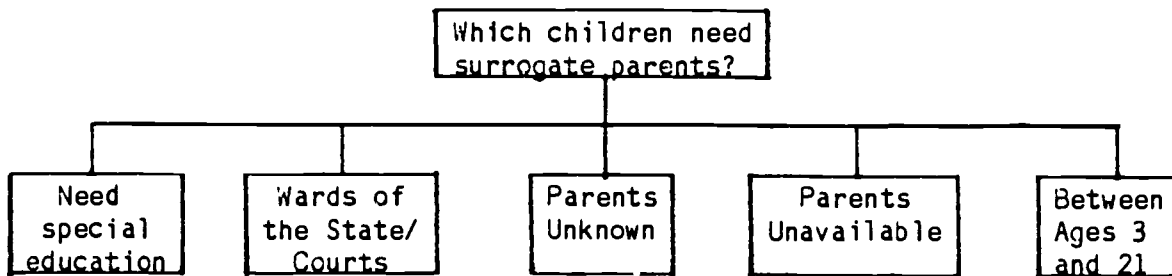 Which children need
surrogate parents?
Need
special
education
Wards of
the State/
Courts
Parents
Unknown
Parents
Unavailable
Between
Ages 3
and 21